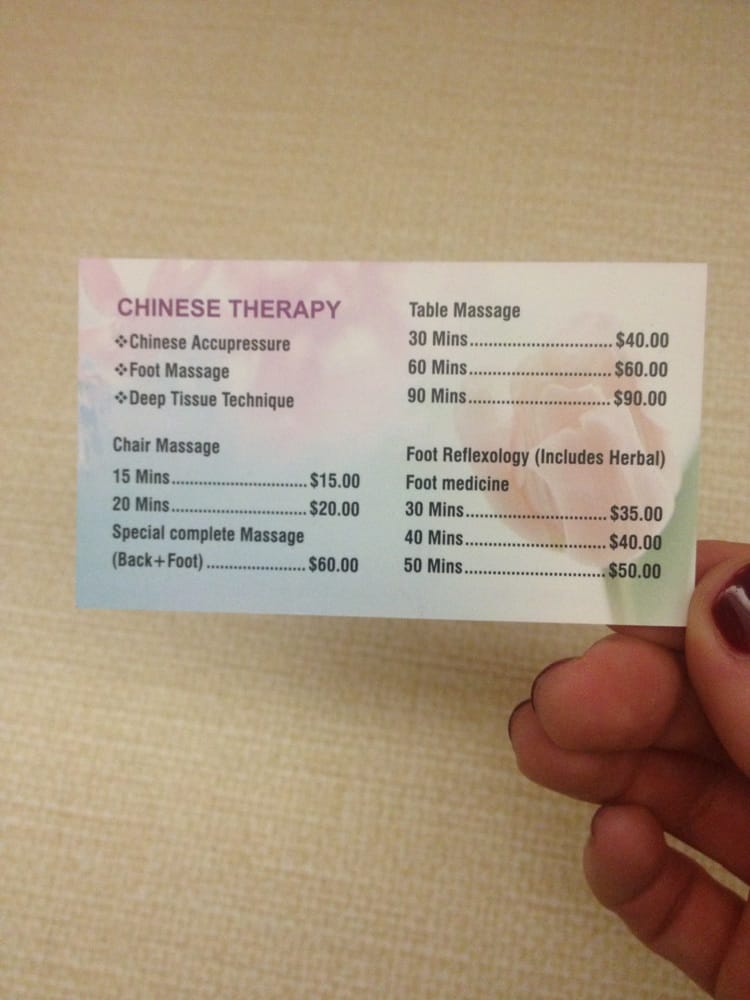 CHINESE THERAPY
❖Chinese Accupressure
❖Foot Massage
❖Deep Tissue Technique
Chair Massage
15 Mins............................$15.00
20 Mins............................$20.00
Special complete Massage
(Back+Foot)....................$60.00
Table Massage
30 Mins.............................$40.00
60 Mins.............................$60.00
90 Mins.............................$90.00
Foot Reflexology (Includes Herbal)
Foot medicine
30 Mins.............................$35.00
40 Mins.............................$40.00
50 Mins.............................$50.00